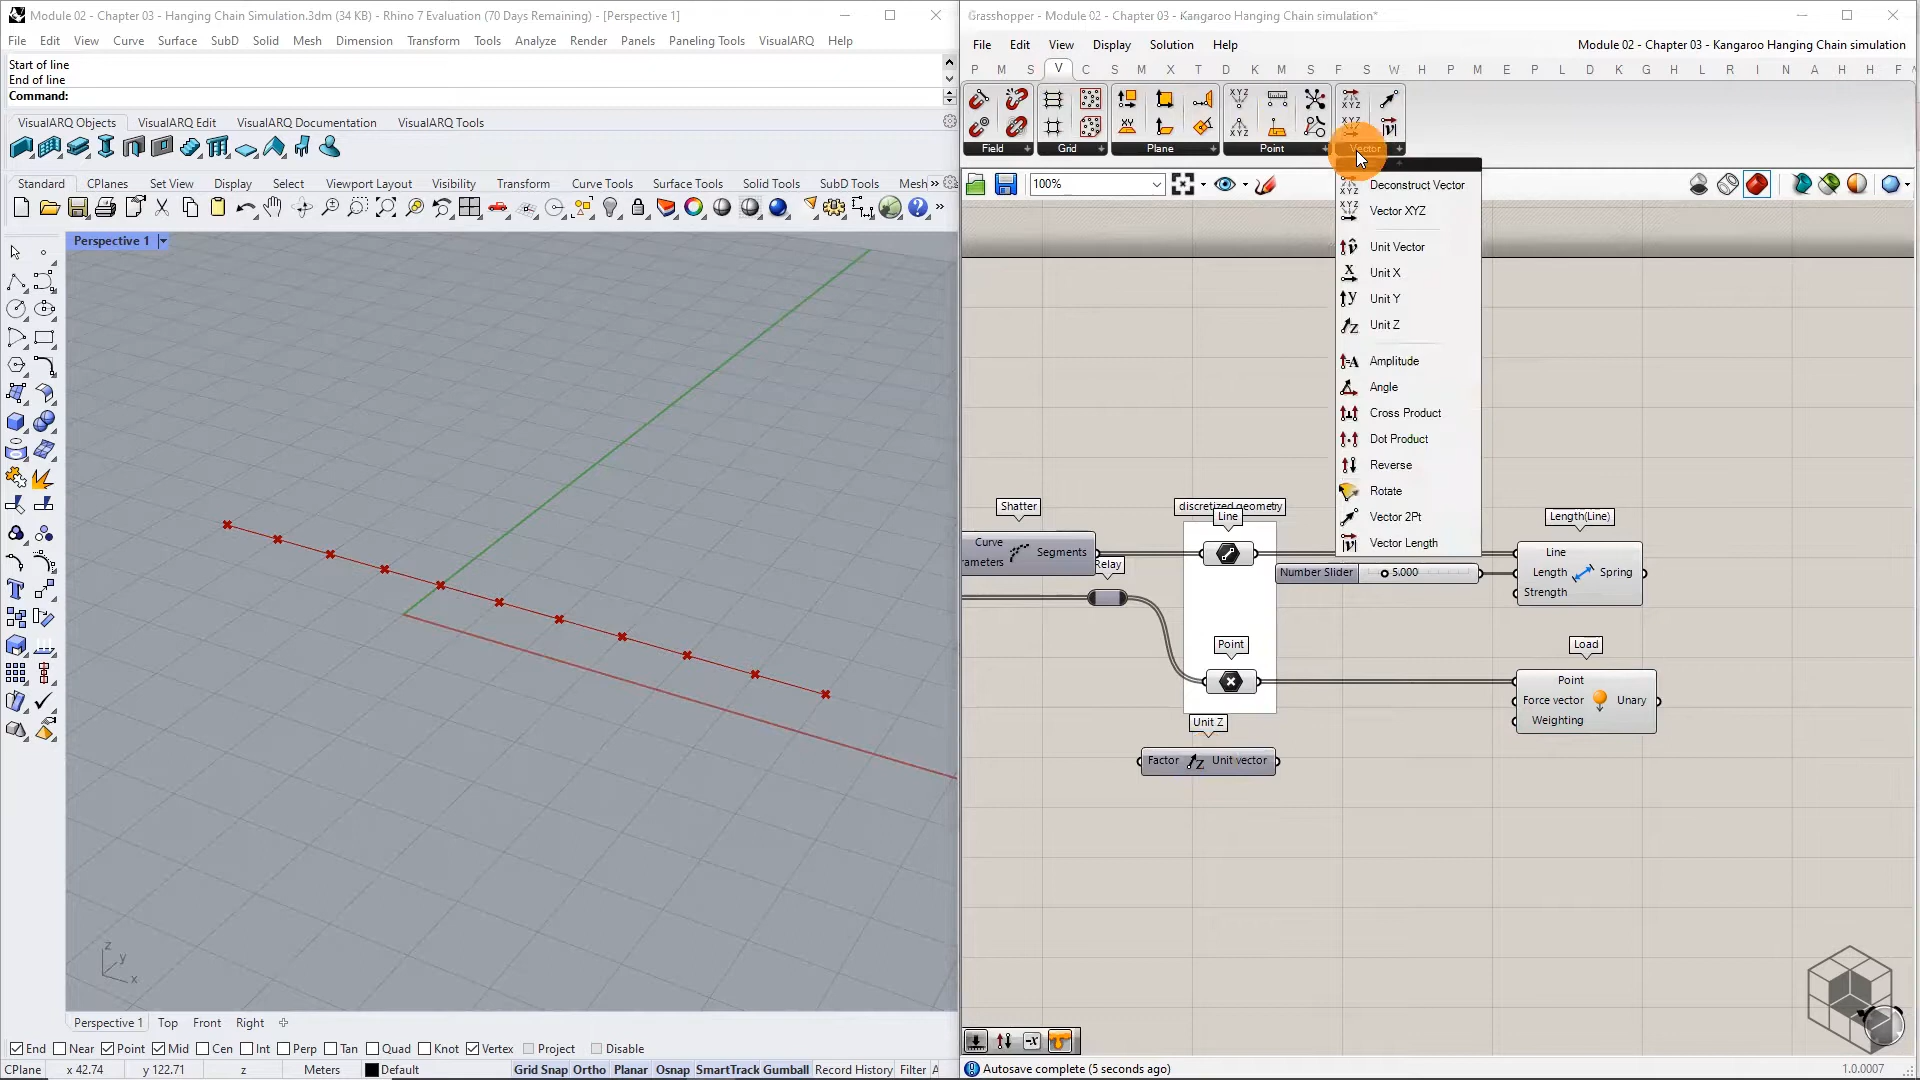 Module 02 - Chapter 03 - Hanging Chain Simulation.3dm (34 KB) - Rhino 7 Evaluation (70 Days Remaining) - [Perspective 1]
File Edit View Curve Surface SubD Solid Mesh Dimension Transform Tools Analyze Render Panels Paneling Tools VisualARQ Help
Start of line
End of line
Command:
VisualARQ Objects VisualARQ Edit VisualARQ Documentation VisualARQ Tools
Standard CPlanes Set View Display Select Viewport Layout Visibility Transform Curve Tools Surface Tools Solid Tools SubD Tools Mesh »
Perspective 1
z
y
x
Perspective 1 Top Front Right
End Near Point Mid Cen Int Perp Tan Quad Knot Vertex Project Disable
CPlane x 42.74 y 122.71 z Meters Default Grid Snap Ortho Planar Osnap SmartTrack Gumball Record History Filter A
Grasshopper - Module 02 - Chapter 03 - Kangaroo Hanging Chain simulation*
File Edit View Display Solution Help
Module 02 - Chapter 03 - Kangaroo Hanging Chain simulation
P M S V C S M X T D K M S F S W H P M E P L D K G H L R I N A H H F
Field Grid Plane Point Vector
100%
Deconstruct Vector
Vector XYZ
Unit Vector
Unit X
Unit Y
Unit Z
Amplitude
Angle
Cross Product
Dot Product
Reverse
Rotate
Vector 2Pt
Vector Length
Shatter
Curve
rameters
Segments
Relay
discretized geometry
Line
Number Slider 5.000
Length(Line)
Line
Length
Strength
Spring
Point
Load
Point
Force vector
Weighting
Unary
Unit Z
Factor Unit vector
Autosave complete (5 seconds ago)
1.0.0007